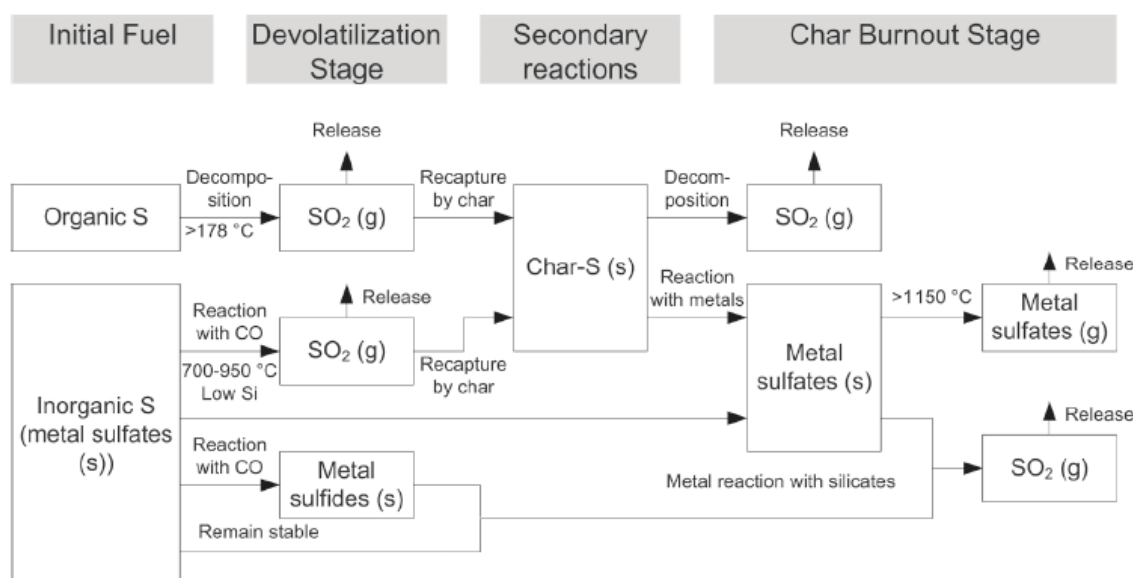 Initial Fuel
Devolatilization
Stage
Secondary
reactions
Char Burnout Stage
Release
Release
Organic S
Decompo-
sition
>178 °C
SO₂ (g)
Recapture
by char
Char-S (s)
Decom-
position
SO₂ (g)
Inorganic S
(metal sulfates
(s))
Reaction
with CO
700-950 °C
Low Si
Release
SO₂ (g)
Recapture
by char
Reaction
with metals
Metal
sulfates (s)
>1150 °C
Release
Metal
sulfates (g)
Reaction
with CO
Metal
sulfides (s)
Remain stable
Metal reaction with silicates
Release
SO₂ (g)